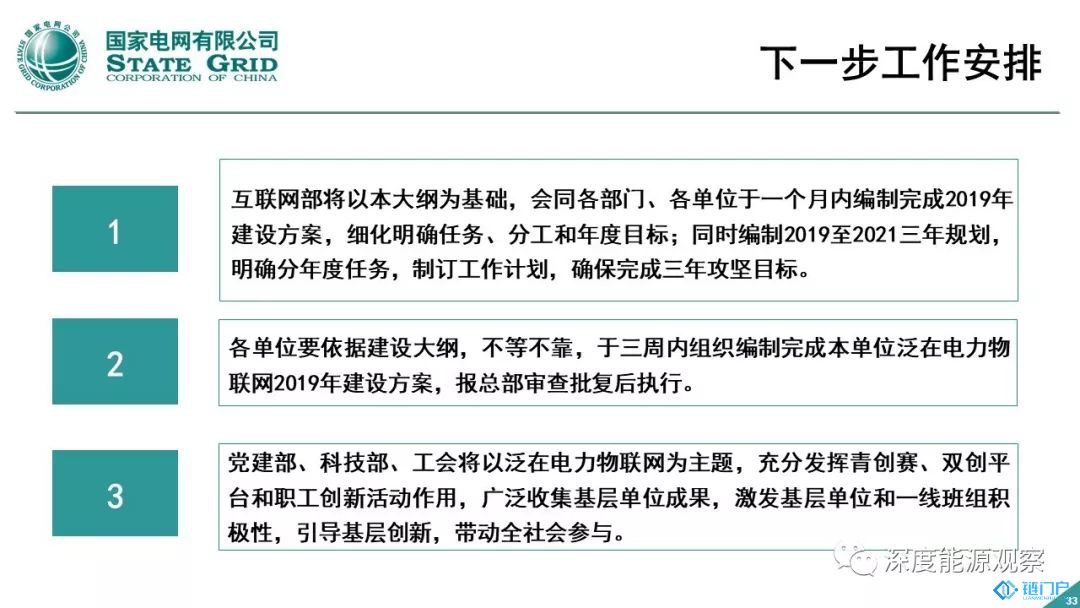 国家电网公司
STATE GRID CORPORATION OF CHINA
国家电网有限公司
STATE GRID
CORPORATION OF CHINA
下一步工作安排
1
互联网部将以本大纲为基础，会同各部门、各单位于一个月内编制完成2019年
建设方案，细化明确任务、分工和年度目标；同时编制2019至2021三年规划，
明确分年度任务，制订工作计划，确保完成三年攻坚目标。
2
各单位要依据建设大纲，不等不靠，于三周内组织编制完成本单位泛在电力物
联网2019年建设方案，报总部审查批复后执行。
3
党建部、科技部、工会将以泛在电力物联网为主题，充分发挥青创赛、双创平
台和职工创新活动作用，广泛收集基层单位成果，激发基层单位和一线班组积
极性，引导基层创新，带动全社会参与。
深度能源观察
链门户
33